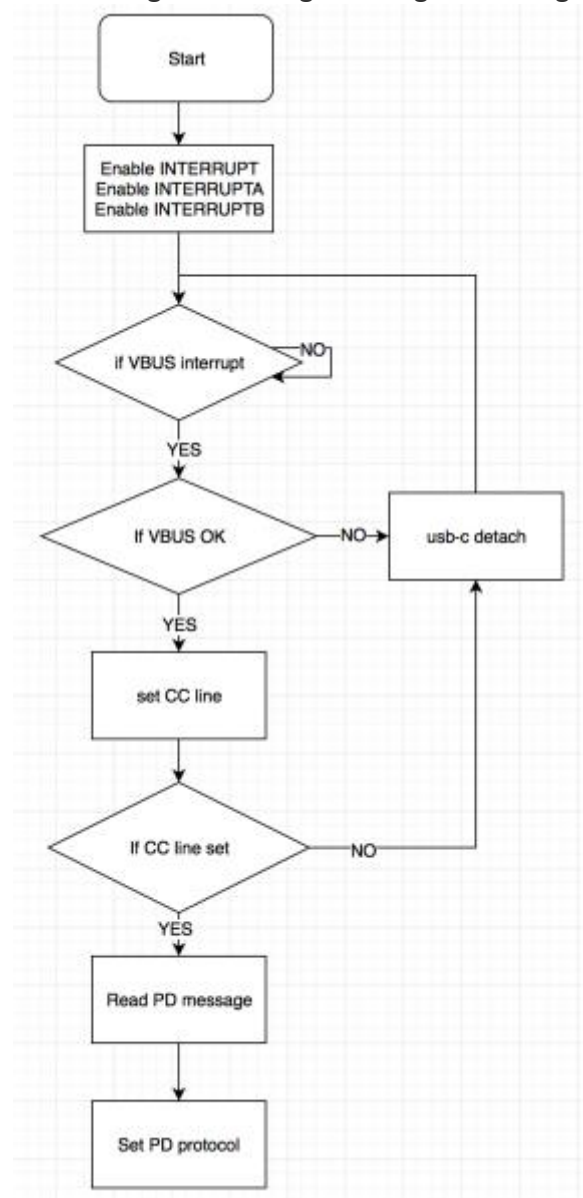 Start
Enable INTERRUPT
Enable INTERRUPTA
Enable INTERRUPTB
if VBUS interrupt
NO
YES
If VBUS OK
NO
usb-c detach
YES
set CC line
If CC line set
NO
YES
Read PD message
Set PD protocol